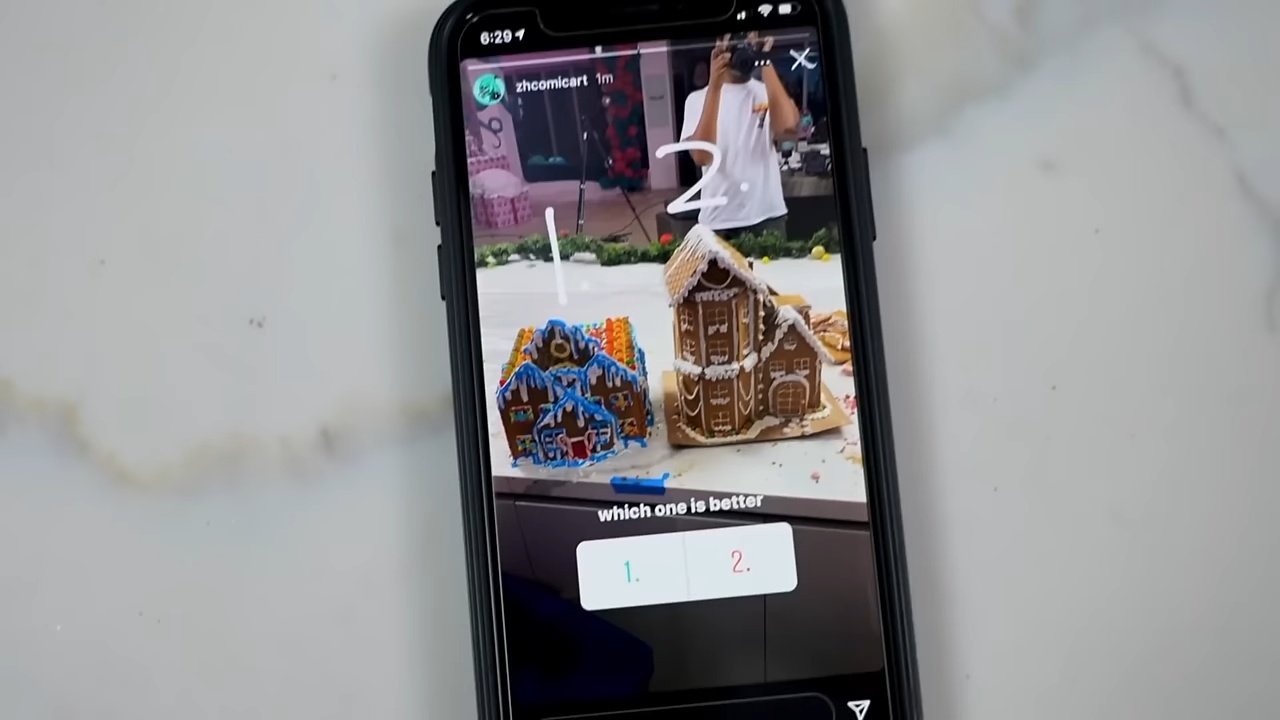 6:29
zhcomicart 1m
1
2.
which one is better
1. 2.